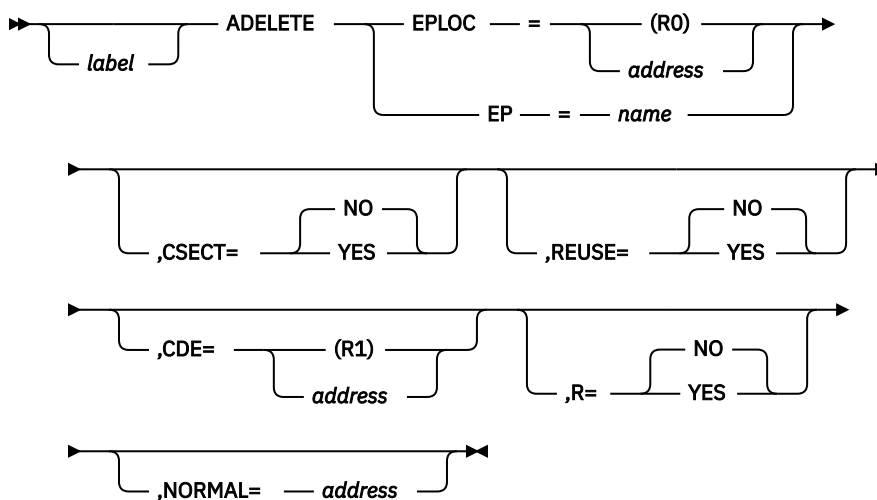 ADELETE EPLOC = (R0)
label address
EP = name
NO NO
,CSECT= YES ,REUSE= YES
,CDE= (R1) NO
address ,R= YES
,NORMAL= address